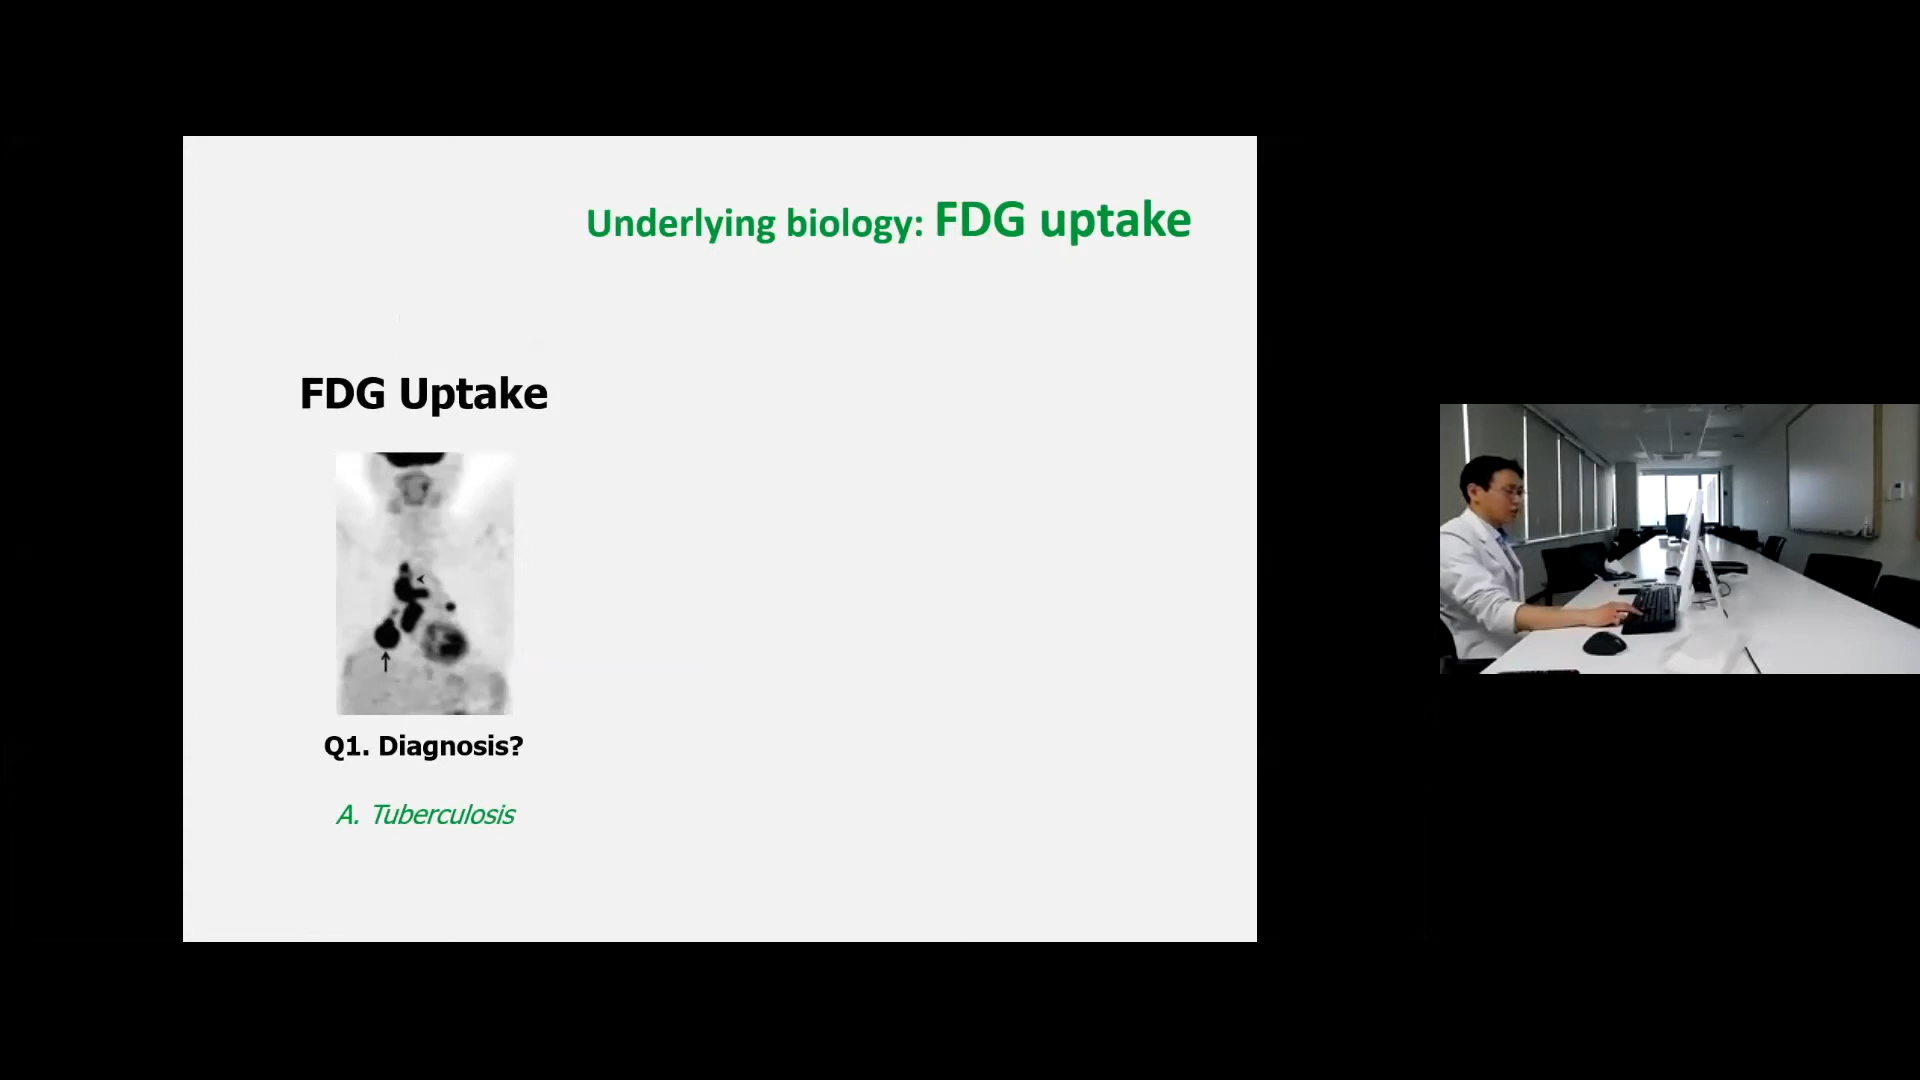 Underlying biology: FDG uptake
FDG Uptake
Q1. Diagnosis?
A. Tuberculosis